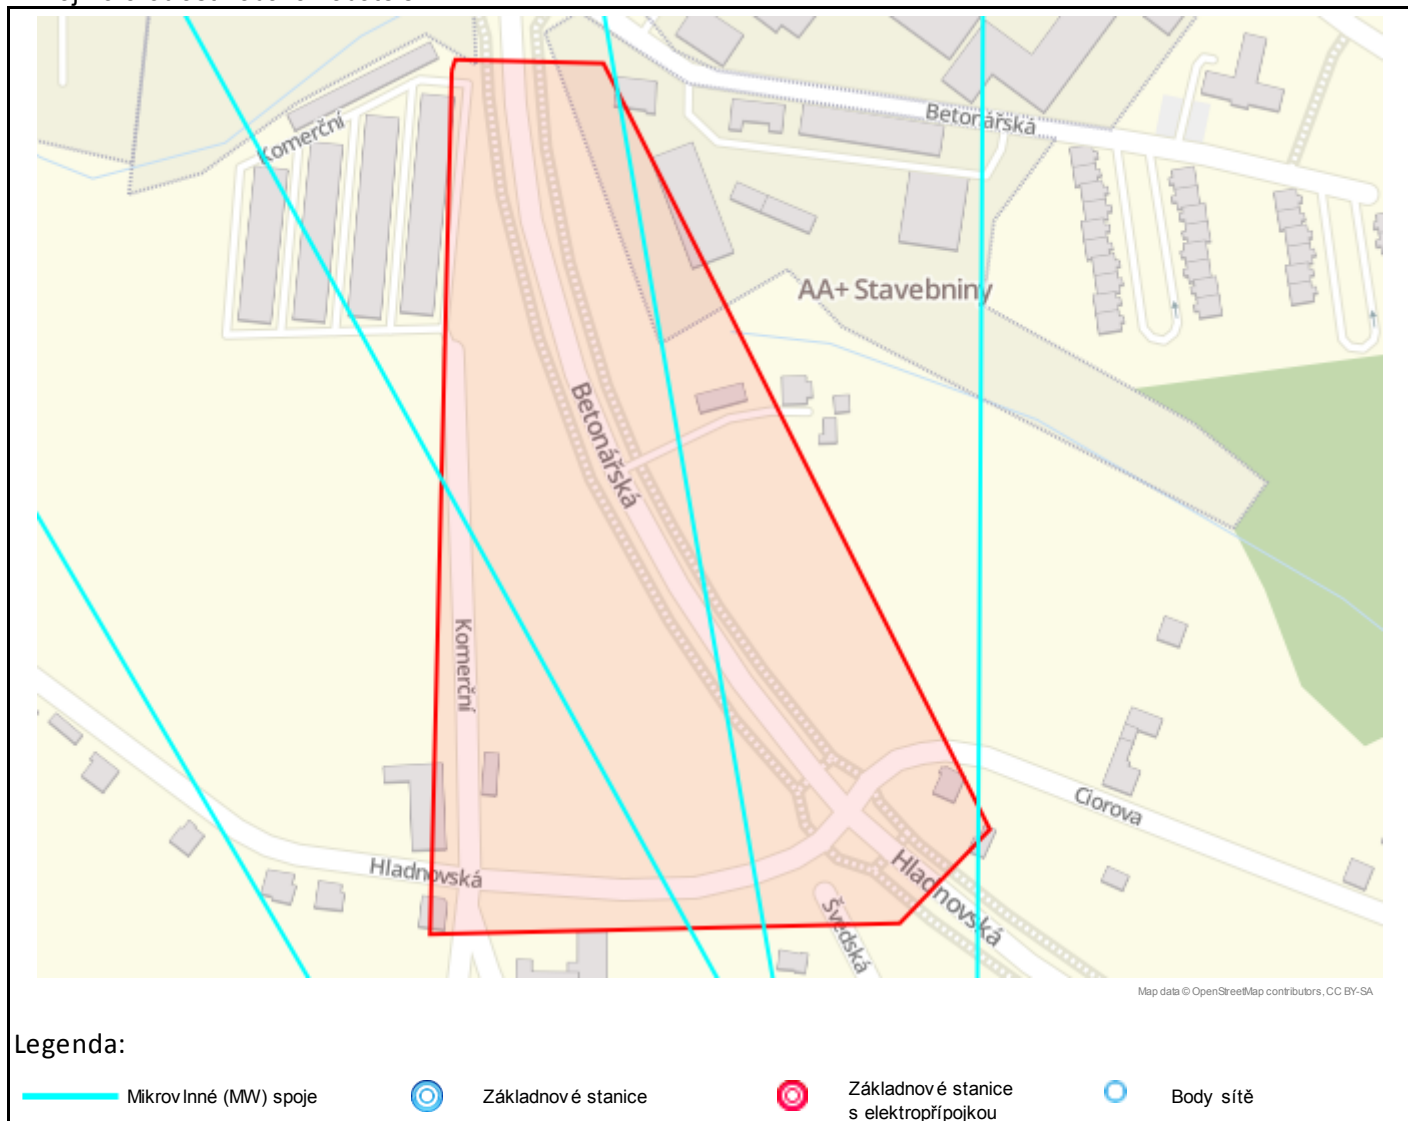 Komerční
Betonářská
AA+ Stavebniny
Betonářská
Komerční
Ciorova
Hladnovská
Hladnovská
Švédská
Map data © OpenStreetMap contributors, CC BY-SA
Legenda:
Mikrovlnné (MW) spoje
Základnové stanice
Základnové stanice
s elektropřípojkou
Body sítě